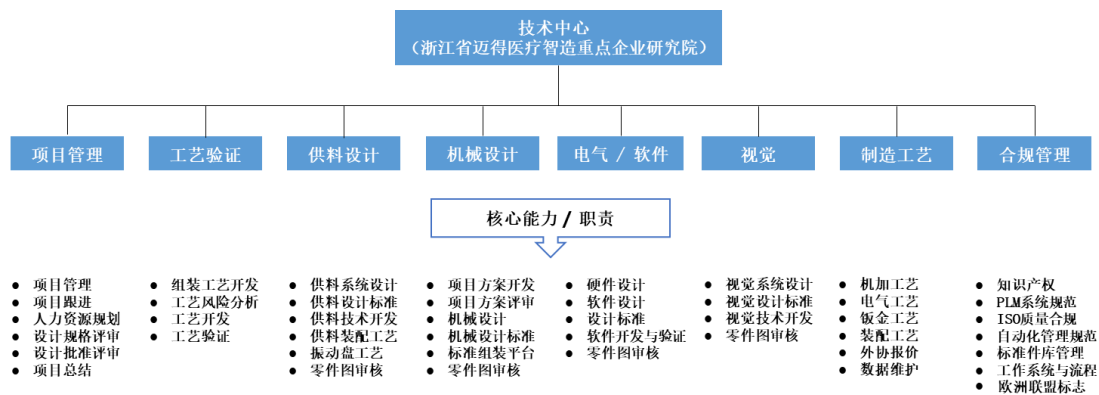 技术中心
（浙江省迈得医疗智造重点企业研究院）
项目管理
工艺验证
供料设计
机械设计
电气 / 软件
视觉
制造工艺
合规管理
核心能力 / 职责
● 项目管理
● 项目跟进
● 人力资源规划
● 设计规格评审
● 设计批准评审
● 项目总结
● 组装工艺开发
● 工艺风险分析
● 工艺开发
● 工艺验证
● 供料系统设计
● 供料设计标准
● 供料技术开发
● 供料装配工艺
● 振动盘工艺
● 零件图审核
● 项目方案开发
● 项目方案评审
● 机械设计
● 机械设计标准
● 标准组装平台
● 零件图审核
● 硬件设计
● 软件设计
● 设计标准
● 软件开发与验证
● 零件图审核
● 视觉系统设计
● 视觉设计标准
● 视觉技术开发
● 零件图审核
● 机加工艺
● 电气工艺
● 钣金工艺
● 装配工艺
● 外协报价
● 数据维护
● 知识产权
● PLM系统规范
● ISO质量合规
● 自动化管理规范
● 标准件库管理
● 工作系统与流程
● 欧洲联盟标志